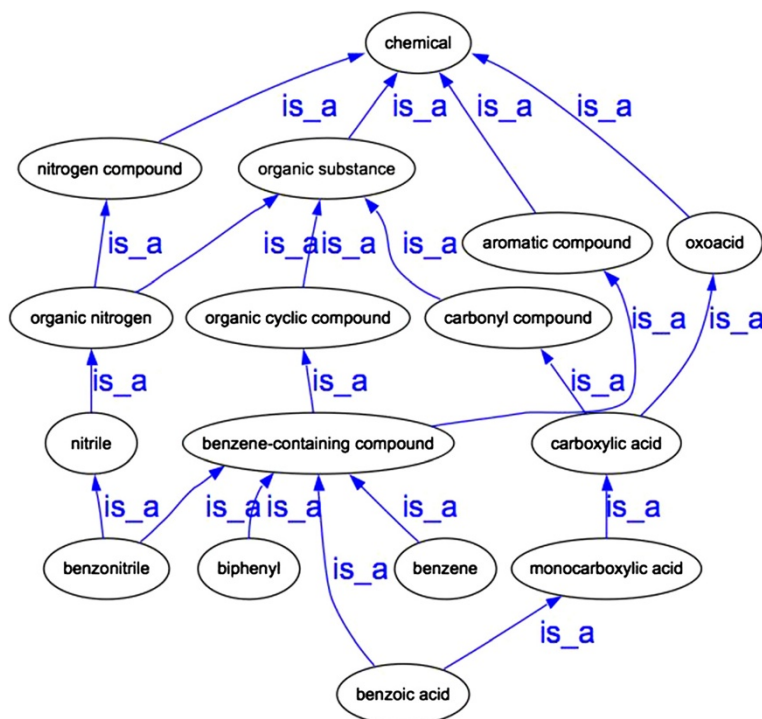 chemical
is_a
is_a
is_a
is_a
nitrogen compound
organic substance
aromatic compound
oxoacid
is_a
is_a
is_a
is_a
organic nitrogen
organic cyclic compound
carbonyl compound
is_a
is_a
is_a
is_a
is_a
nitrile
benzene-containing compound
carboxylic acid
is_a
is_a
is_a
is_a
is_a
benzonitrile
biphenyl
benzene
monocarboxylic acid
is_a
is_a
benzoic acid